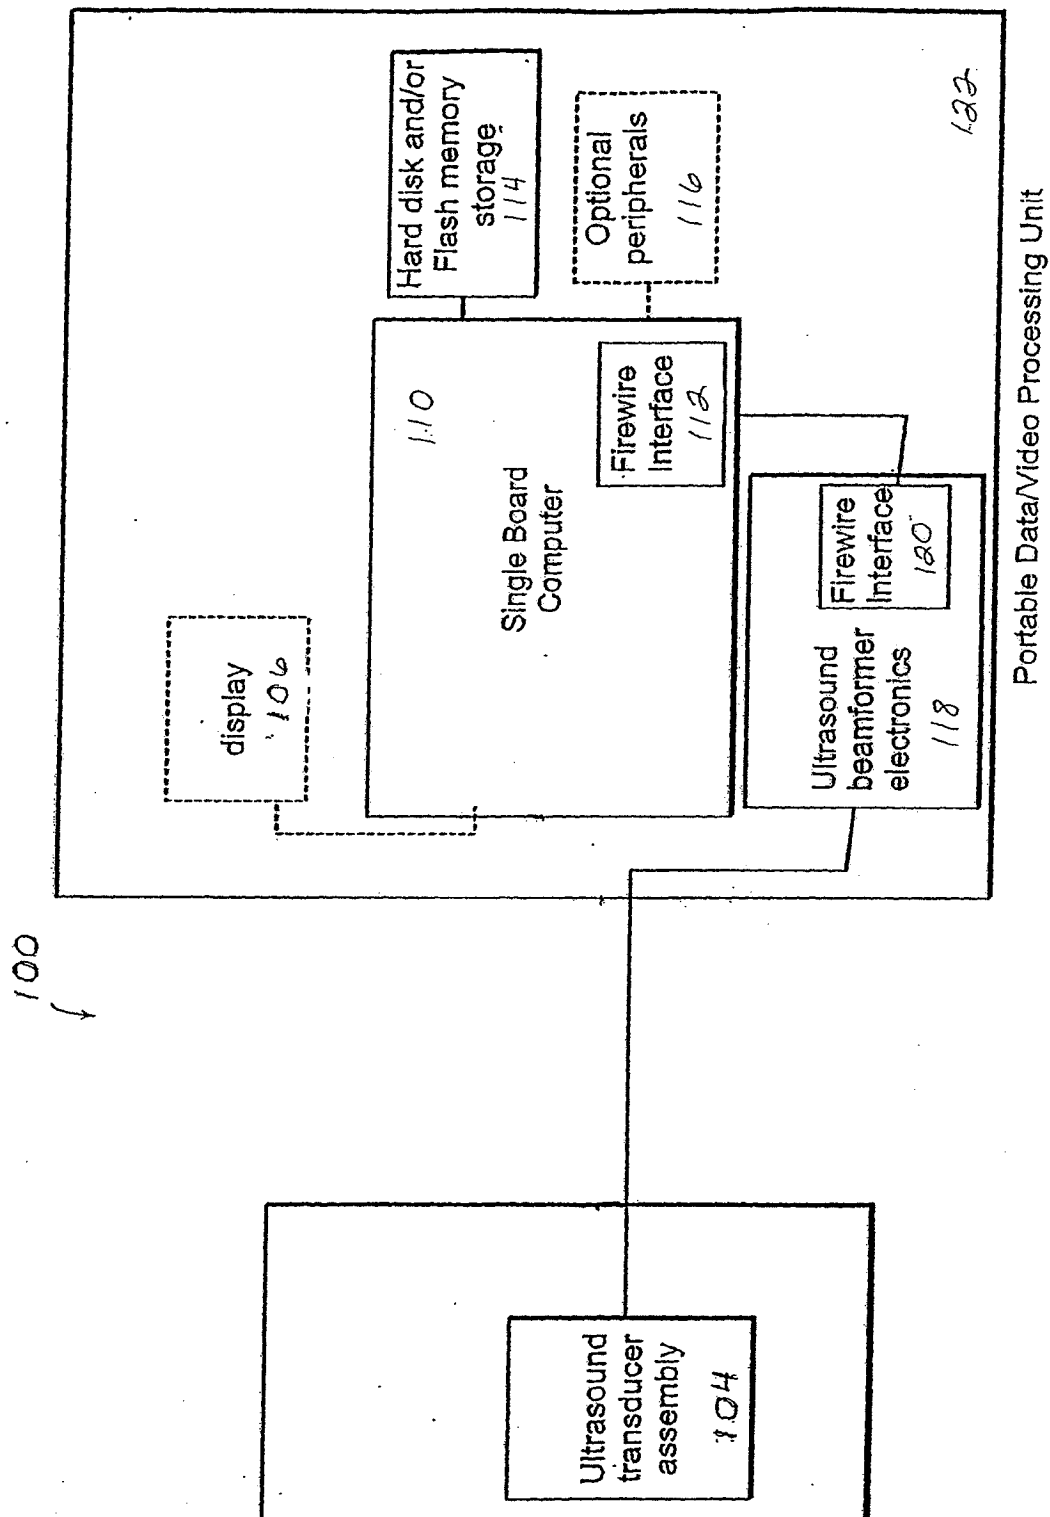 100
Ultrasound
transducer
assembly
104
display
106
110
Single Board
Computer
Hard disk and/or
Flash memory
storage
114
Optional
peripherals
116
Firewire
Interface
112
Ultrasound
beamformer
electronics
118
Firewire
Interface
120
122
Portable Data/Video Processing Unit